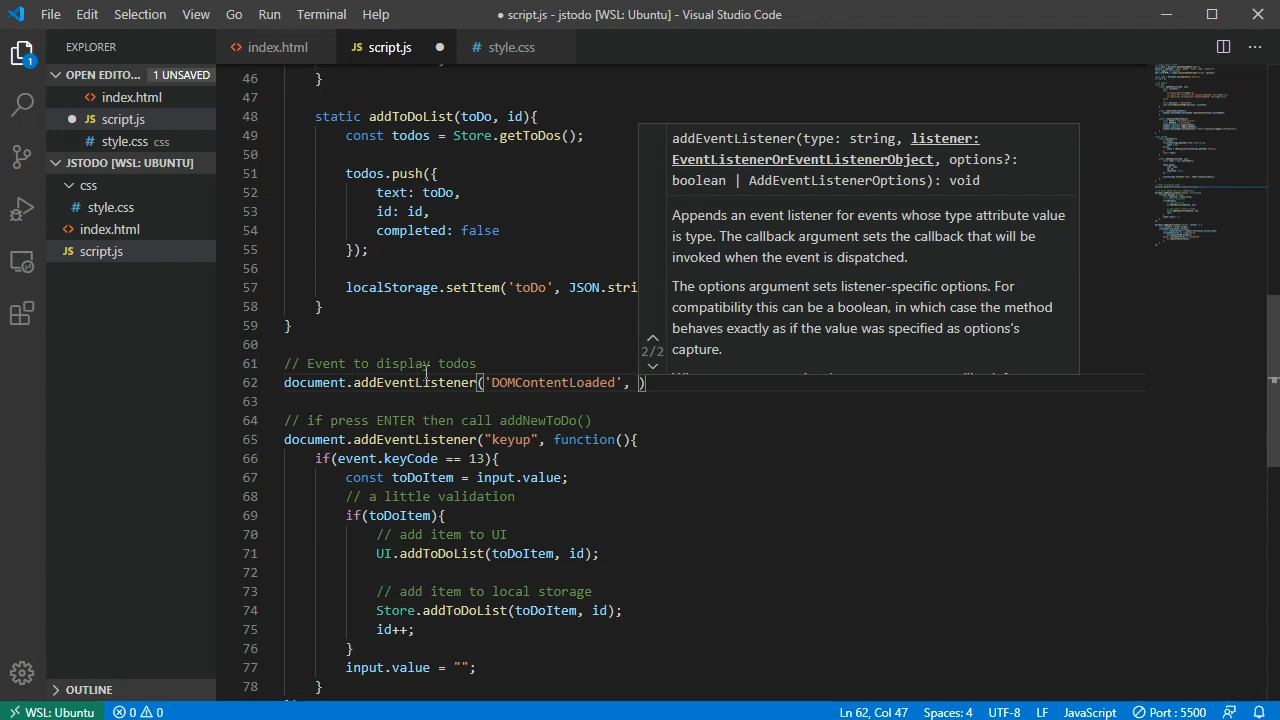 File Edit Selection View Go Run Terminal Help ● script.js - jstodo [WSL: Ubuntu] - Visual Studio Code
EXPLORER
OPEN EDITO... 1 UNSAVED
index.html
script.js
style.css css
JSTODO [WSL: UBUNTU]
css
style.css
index.html
JS script.js
OUTLINE
1
index.html JS script.js style.css
46 }
47
48 static addToDoList(toDo, id){
49 const todos = Store.getToDos();
50
51 todos.push({
52 text: toDo,
53 id: id,
54 completed: false
55 });
56
57 localStorage.setItem('toDo', JSON.stri
58 }
59 }
60
61 // Event to display todos
62 document.addEventListener('DOMContentLoaded', )
63
64 // if press ENTER then call addNewToDo()
65 document.addEventListener("keyup", function(){
66 if(event.keyCode == 13){
67 const toDoItem = input.value;
68 // a little validation
69 if(toDoItem){
70 // add item to UI
71 UI.addToDoList(toDoItem, id);
72
73 // add item to local storage
74 Store.addToDoList(toDoItem, id);
75 id++;
76 }
77 input.value = "";
78 }
addEventListener(type: string, listener:
EventListenerOrEventListenerObject, options?:
boolean | AddEventListenerOptions): void
Appends an event listener for events whose type attribute value
is type. The callback argument sets the callback that will be
invoked when the event is dispatched.
The options argument sets listener-specific options. For
compatibility this can be a boolean, in which case the method
behaves exactly as if the value was specified as options's
capture.
2/2
WSL: Ubuntu 0 0 Ln 62, Col 47 Spaces: 4 UTF-8 LF JavaScript Port : 5500